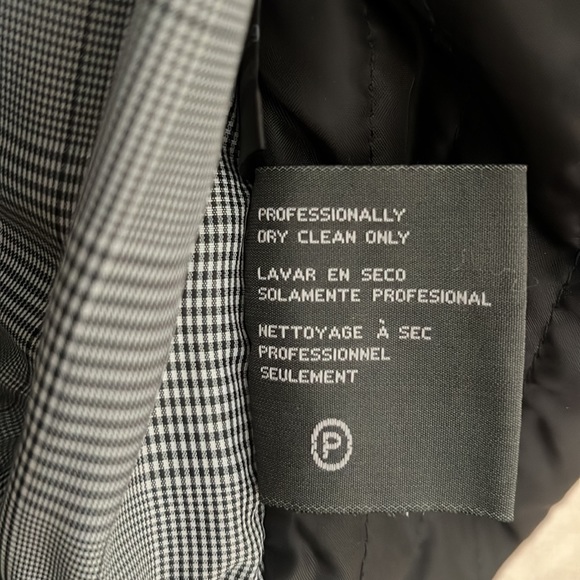 PROFESSIONALLY
DRY CLEAN ONLY
LAVAR EN SECO
SOLAMENTE PROFESIONAL
NETTOYAGE À SEC
PROFESSIONNEL
SEULEMENT
P